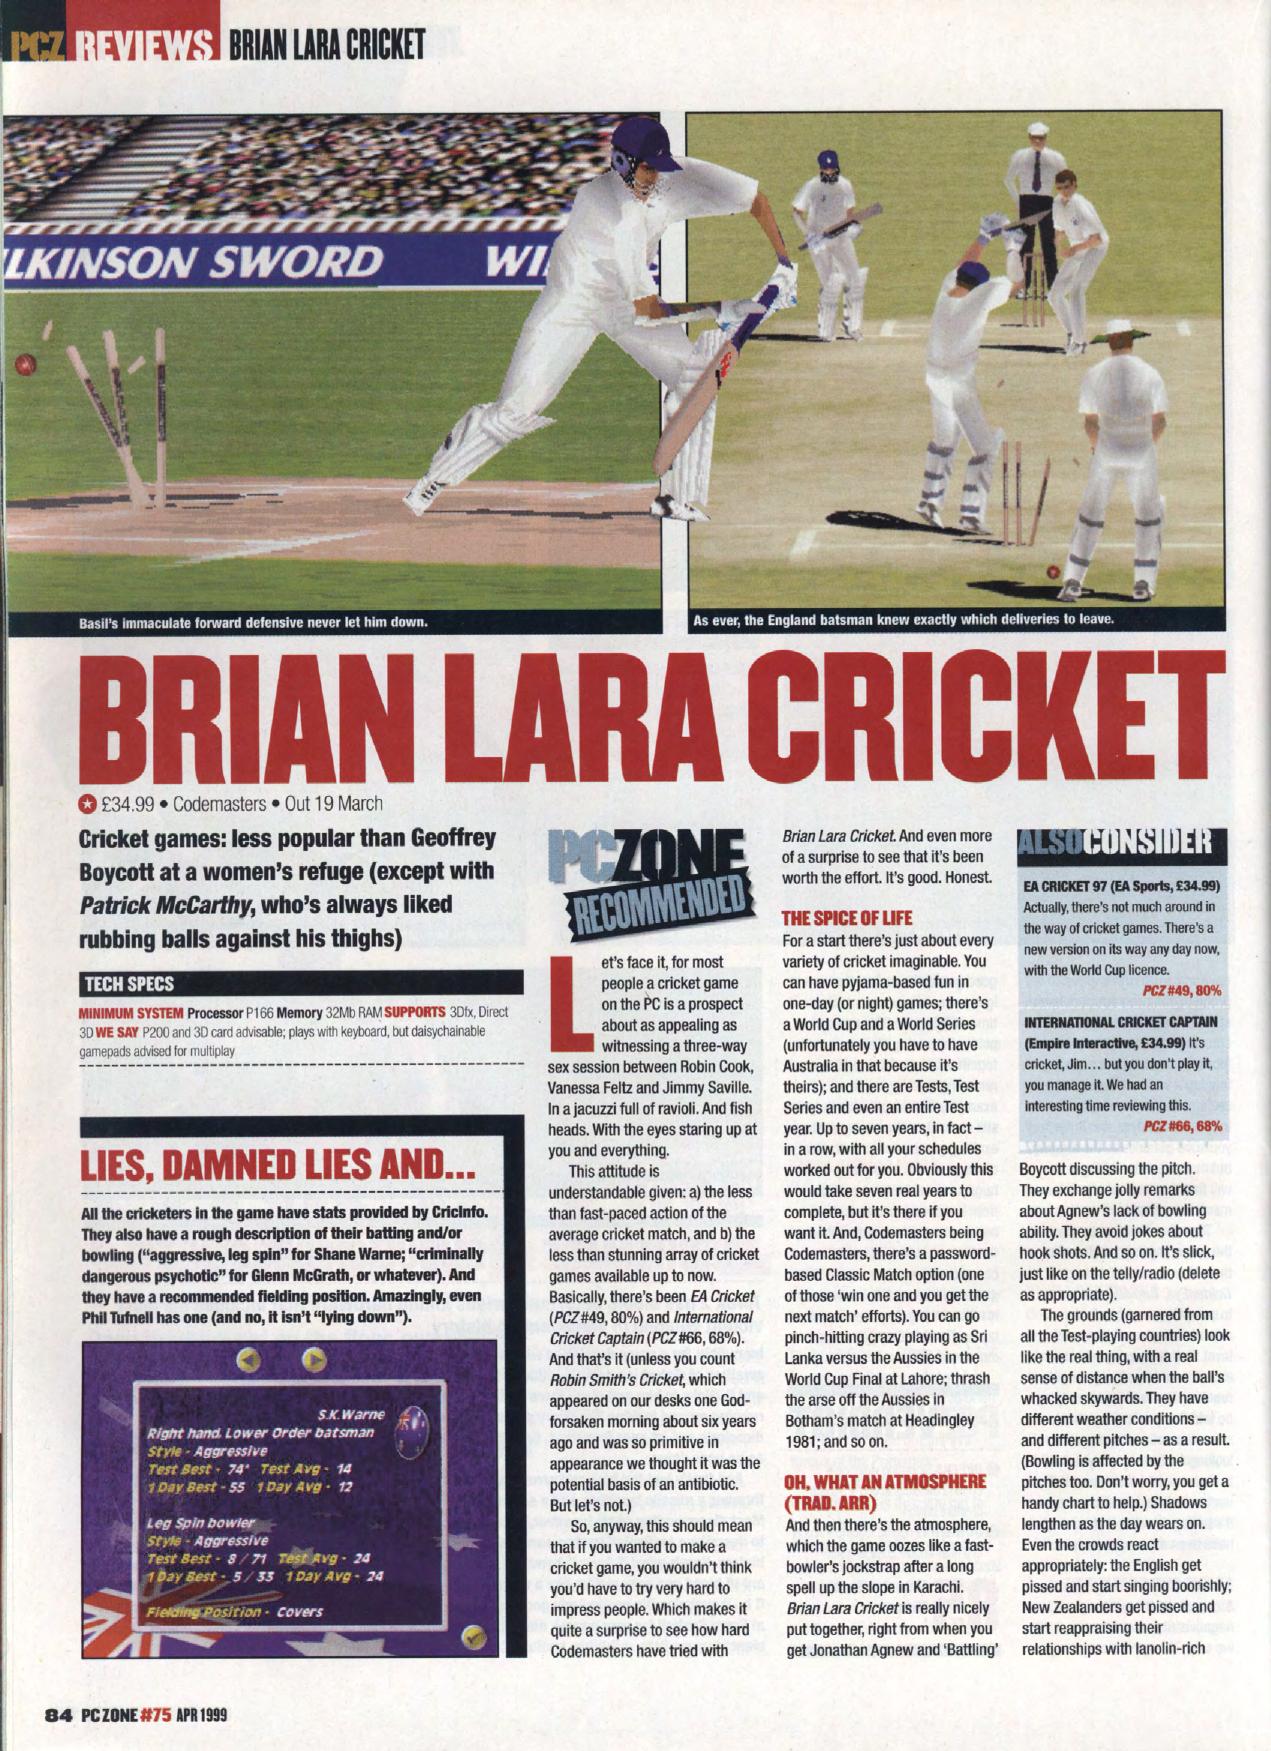 PCZ REVIEWS BRIAN LARA CRICKET
LKINSON SWORD
WI
Basil's immaculate forward defensive never let him down.
As ever, the England batsman knew exactly which deliveries to leave.
BRIAN LARA CRICKET
£34.99 • Codemasters • Out 19 March
Cricket games: less popular than Geoffrey
Boycott at a women's refuge (except with
Patrick McCarthy, who's always liked
rubbing balls against his thighs)
TECH SPECS
MINIMUM SYSTEM Processor P166 Memory 32Mb RAM SUPPORTS 3Dfx, Direct
3D WE SAY P200 and 3D card advisable; plays with keyboard, but daisychainable
gamepads advised for multiplay
LIES, DAMNED LIES AND...
All the cricketers in the game have stats provided by CricInfo.
They also have a rough description of their batting and/or
bowling ("aggressive, leg spin" for Shane Warne; "criminally
dangerous psychotic" for Glenn McGrath, or whatever). And
they have a recommended fielding position. Amazingly, even
Phil Tufnell has one (and no, it isn't "lying down").
S.K.Warne
Right hand. Lower Order batsman
Style - Aggressive
Test Best - 74* Test Avg - 14
1 Day Best - 55 1 Day Avg - 12
Leg Spin bowler
Style - Aggressive
Test Best - 8 / 71 Test Avg - 24
1 Day Best - 5 / 33 1 Day Avg - 24
Fielding Position - Covers
PCZONE
RECOMMENDED
Let's face it, for most
people a cricket game
on the PC is a prospect
about as appealing as
witnessing a three-way
sex session between Robin Cook,
Vanessa Feltz and Jimmy Saville.
In a jacuzzi full of ravioli. And fish
heads. With the eyes staring up at
you and everything.
This attitude is
understandable given: a) the less
than fast-paced action of the
average cricket match, and b) the
less than stunning array of cricket
games available up to now.
Basically, there's been EA Cricket
(PCZ #49, 80%) and International
Cricket Captain (PCZ #66, 68%).
And that's it (unless you count
Robin Smith's Cricket, which
appeared on our desks one God-
forsaken morning about six years
ago and was so primitive in
appearance we thought it was the
potential basis of an antibiotic.
But let's not.)
So, anyway, this should mean
that if you wanted to make a
cricket game, you wouldn't think
you'd have to try very hard to
impress people. Which makes it
quite a surprise to see how hard
Codemasters have tried with
Brian Lara Cricket. And even more
of a surprise to see that it's been
worth the effort. It's good. Honest.
THE SPICE OF LIFE
For a start there's just about every
variety of cricket imaginable. You
can have pyjama-based fun in
one-day (or night) games; there's
a World Cup and a World Series
(unfortunately you have to have
Australia in that because it's
theirs); and there are Tests, Test
Series and even an entire Test
year. Up to seven years, in fact –
in a row, with all your schedules
worked out for you. Obviously this
would take seven real years to
complete, but it's there if you
want it. And, Codemasters being
Codemasters, there's a password-
based Classic Match option (one
of those 'win one and you get the
next match' efforts). You can go
pinch-hitting crazy playing as Sri
Lanka versus the Aussies in the
World Cup Final at Lahore; thrash
the arse off the Aussies in
Botham's match at Headingley
1981; and so on.
OH, WHAT AN ATMOSPHERE
(TRAD. ARR)
And then there's the atmosphere,
which the game oozes like a fast-
bowler's jockstrap after a long
spell up the slope in Karachi.
Brian Lara Cricket is really nicely
put together, right from when you
get Jonathan Agnew and 'Battling'
ALSO CONSIDER
EA CRICKET 97 (EA Sports, £34.99)
Actually, there's not much around in
the way of cricket games. There's a
new version on its way any day now,
with the World Cup licence.
PCZ #49, 80%
INTERNATIONAL CRICKET CAPTAIN
(Empire Interactive, £34.99) It's
cricket, Jim... but you don't play it,
you manage it. We had an
interesting time reviewing this.
PCZ #66, 68%
Boycott discussing the pitch.
They exchange jolly remarks
about Agnew's lack of bowling
ability. They avoid jokes about
hook shots. And so on. It's slick,
just like on the telly/radio (delete
as appropriate).
The grounds (garnered from
all the Test-playing countries) look
like the real thing, with a real
sense of distance when the ball's
whacked skywards. They have
different weather conditions –
and different pitches – as a result.
(Bowling is affected by the
pitches too. Don't worry, you get a
handy chart to help.) Shadows
lengthen as the day wears on.
Even the crowds react
appropriately: the English get
pissed and start singing boorishly;
New Zealanders get pissed and
start reappraising their
relationships with lanolin-rich
84 PC ZONE #75 APR 1999